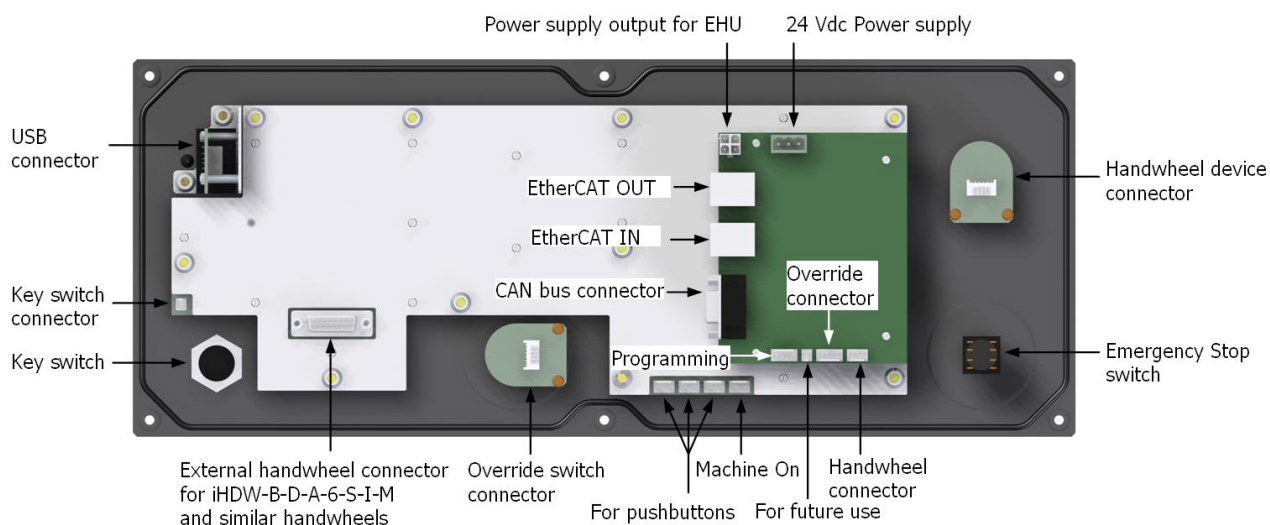 Power supply output for EHU
24 Vdc Power supply
USB
connector
EtherCAT OUT
Handwheel device
connector
EtherCAT IN
Override
connector
CAN bus connector
Key switch
connector
Programming
Key switch
Emergency Stop
switch
External handwheel connector
for iHDW-B-D-A-6-S-I-M
and similar handwheels
Override switch
connector
Machine On
Handwheel
connector
For pushbuttons
For future use